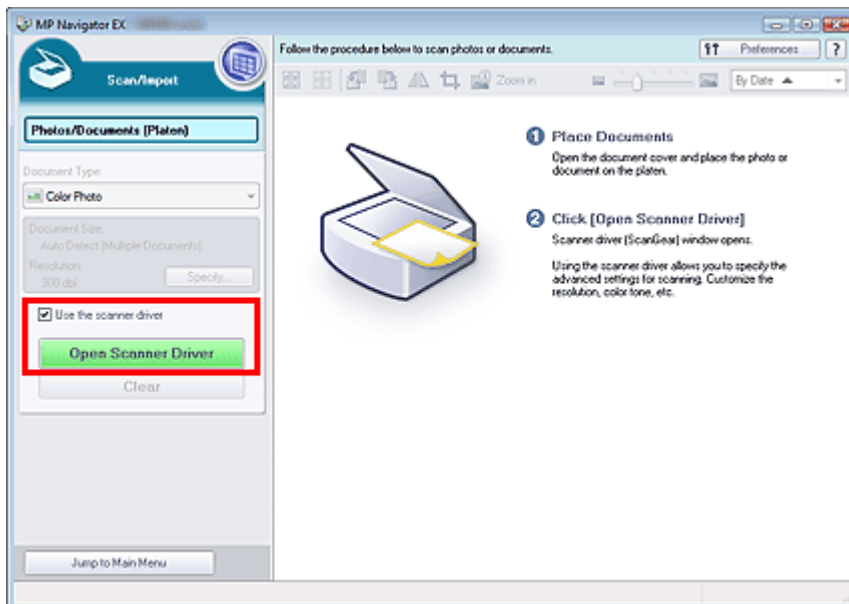 MP Navigator EX
Scan/Import
Photos/Documents (Platen)
Document Type:
Color Photo
Document Size:
Auto Detect (Multiple Documents)
Resolution:
300 dpi
Specify...
Use the scanner driver
Open Scanner Driver
Clear
Jump to Main Menu
Follow the procedure below to scan photos or documents.
Preferences
?
Zoom in
By Date
1 Place Documents
Open the document cover and place the photo or
document on the platen.
2 Click [Open Scanner Driver]
Scanner driver (ScanGear) window opens.
Using the scanner driver allows you to specify the
advanced settings for scanning. Customize the
resolution, color tone, etc.